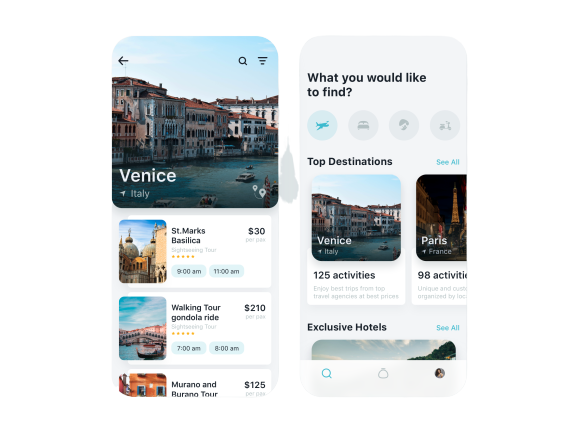 Venice
Italy
St.Marks
Basilica
$30
per pax
Sightseeing Tour
9:00 am
11:00 am
Walking Tour
gondola ride
$210
per pax
Sightseeing Tour
7:00 am
8:00 am
Murano and
Burano Tour
$125
per pax
What you would like
to find?
Top Destinations
See All
Venice
Italy
125 activities
Enjoy best trips from top
travel agencies at best prices
Paris
France
98 activitie
Unique and custo
organized by loca
Exclusive Hotels
See All